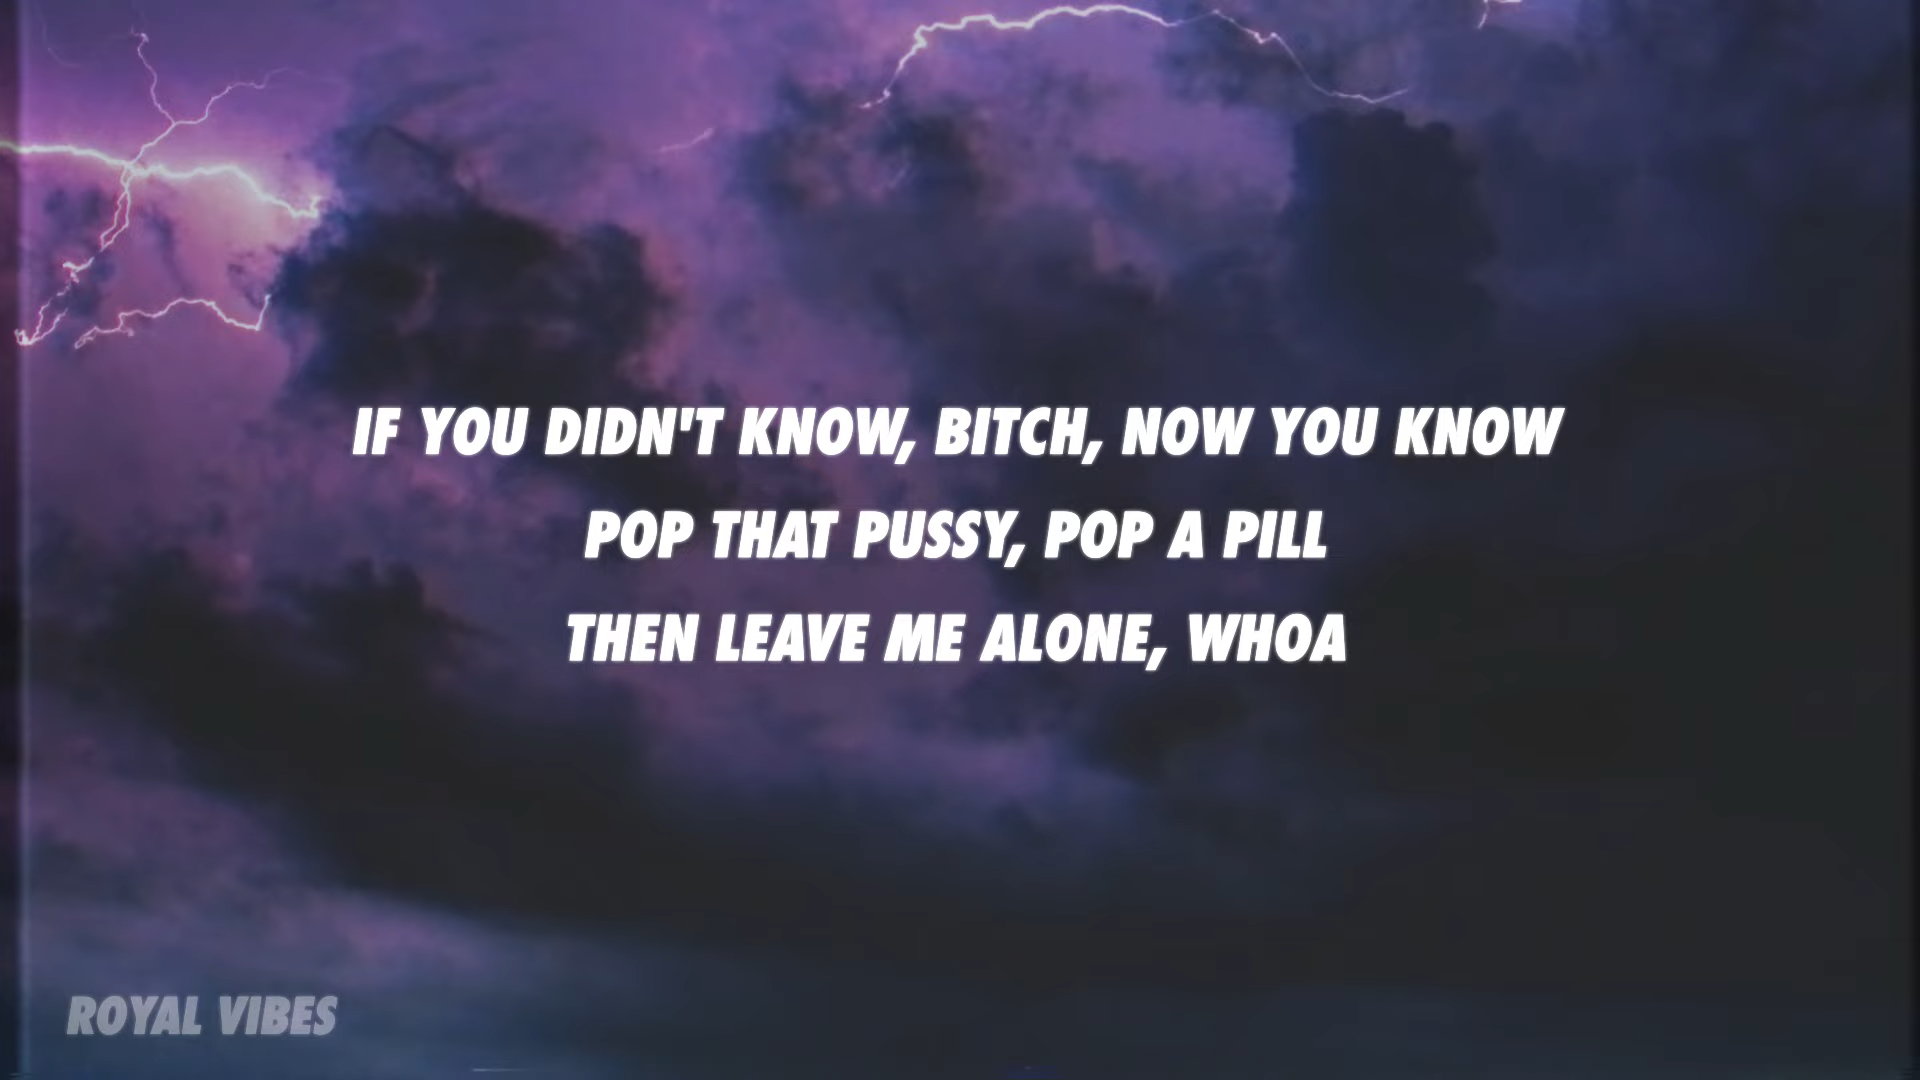 IF YOU DIDN'T KNOW, BITCH, NOW YOU KNOW
POP THAT PUSSY, POP A PILL
THEN LEAVE ME ALONE, WHOA
ROYAL VIBES